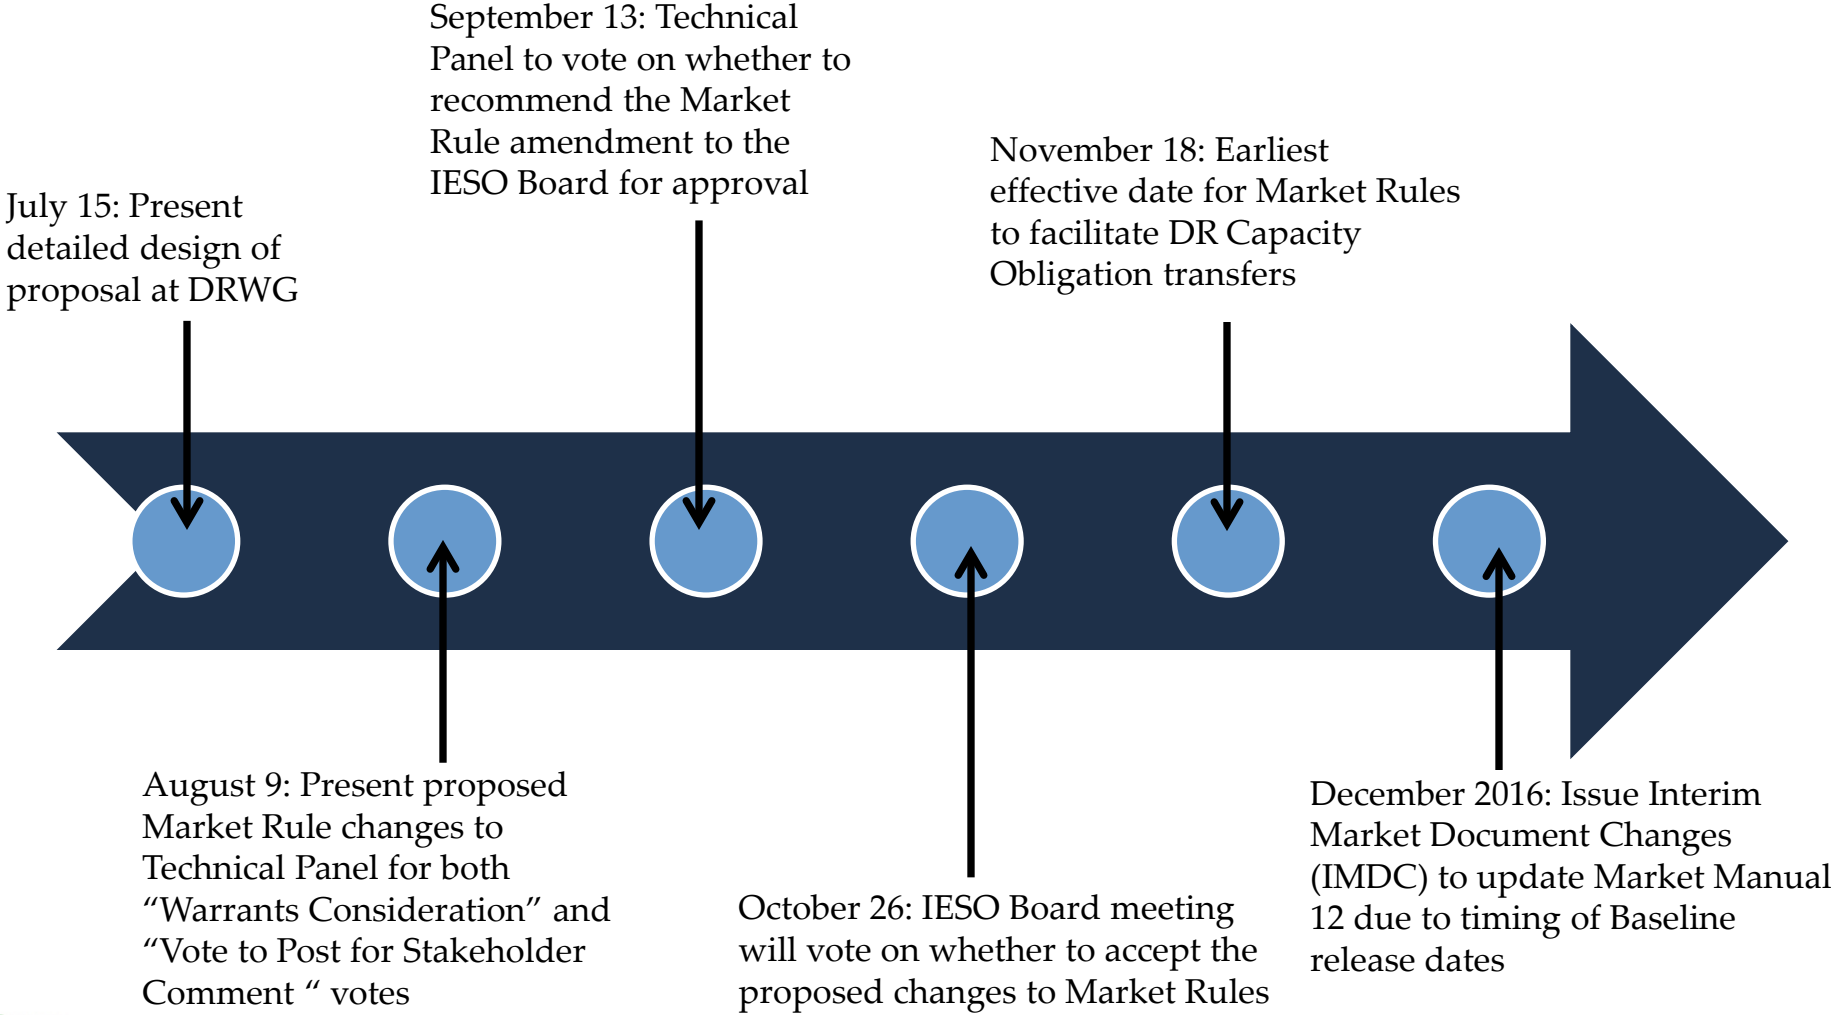 July 15: Present
detailed design of
proposal at DRWG
August 9: Present proposed
Market Rule changes to
Technical Panel for both
“Warrants Consideration” and
“Vote to Post for Stakeholder
Comment “ votes
September 13: Technical
Panel to vote on whether to
recommend the Market
Rule amendment to the
IESO Board for approval
October 26: IESO Board meeting
will vote on whether to accept the
proposed changes to Market Rules
November 18: Earliest
effective date for Market Rules
to facilitate DR Capacity
Obligation transfers
December 2016: Issue Interim
Market Document Changes
(IMDC) to update Market Manual
12 due to timing of Baseline
release dates